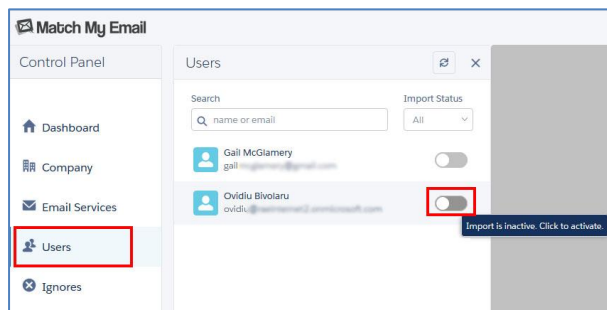 Match My Email
Control Panel
Users
Search
Import Status
name or email
All
Dashboard
Company
Email Services
Users
Ignores
Gail McGlamery
gail
Ovidiu Bivolaru
ovidiu
Import is inactive. Click to activate.